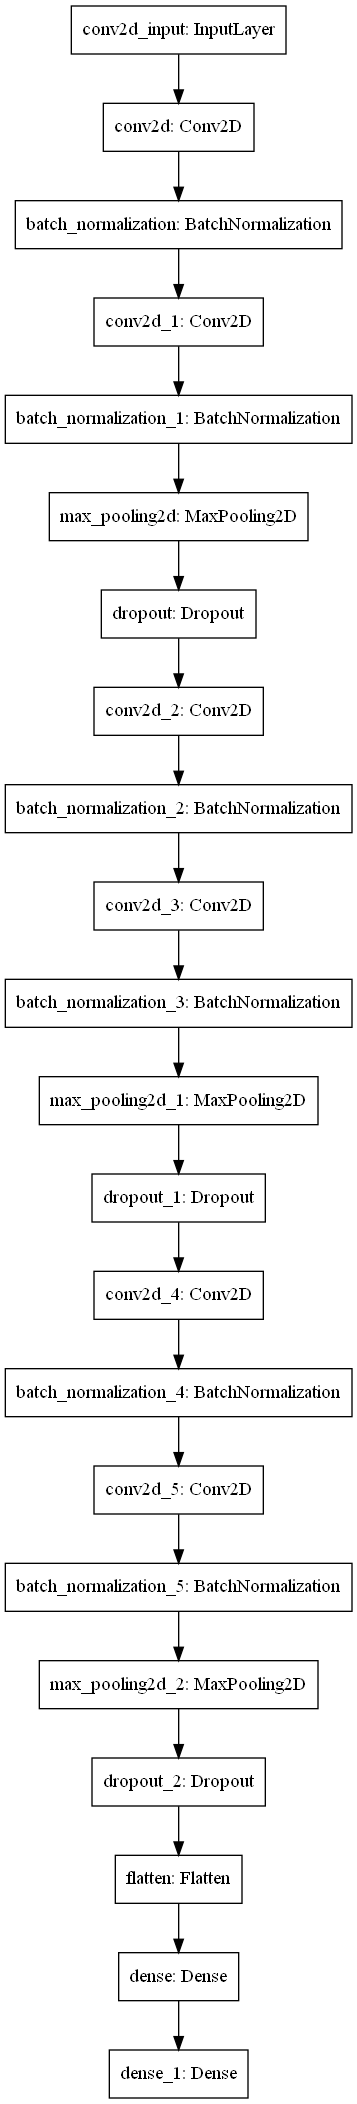 conv2d_input: InputLayer
conv2d: Conv2D
batch_normalization: BatchNormalization
conv2d_1: Conv2D
batch_normalization_1: BatchNormalization
max_pooling2d: MaxPooling2D
dropout: Dropout
conv2d_2: Conv2D
batch_normalization_2: BatchNormalization
conv2d_3: Conv2D
batch_normalization_3: BatchNormalization
max_pooling2d_1: MaxPooling2D
dropout_1: Dropout
conv2d_4: Conv2D
batch_normalization_4: BatchNormalization
conv2d_5: Conv2D
batch_normalization_5: BatchNormalization
max_pooling2d_2: MaxPooling2D
dropout_2: Dropout
flatten: Flatten
dense: Dense
dense_1: Dense